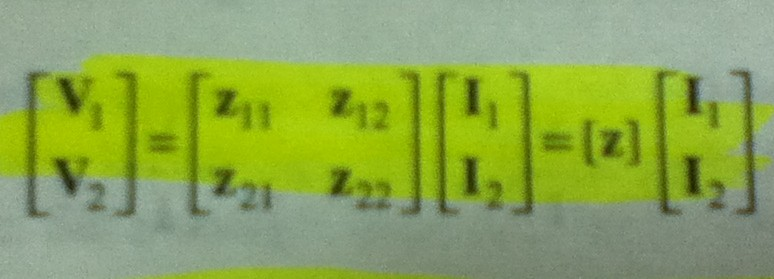 [V₁ V₂] = [z₁₁ z₁₂ z₂₁ z₂₂] [I₁ I₂] = [z] [I₁ I₂]